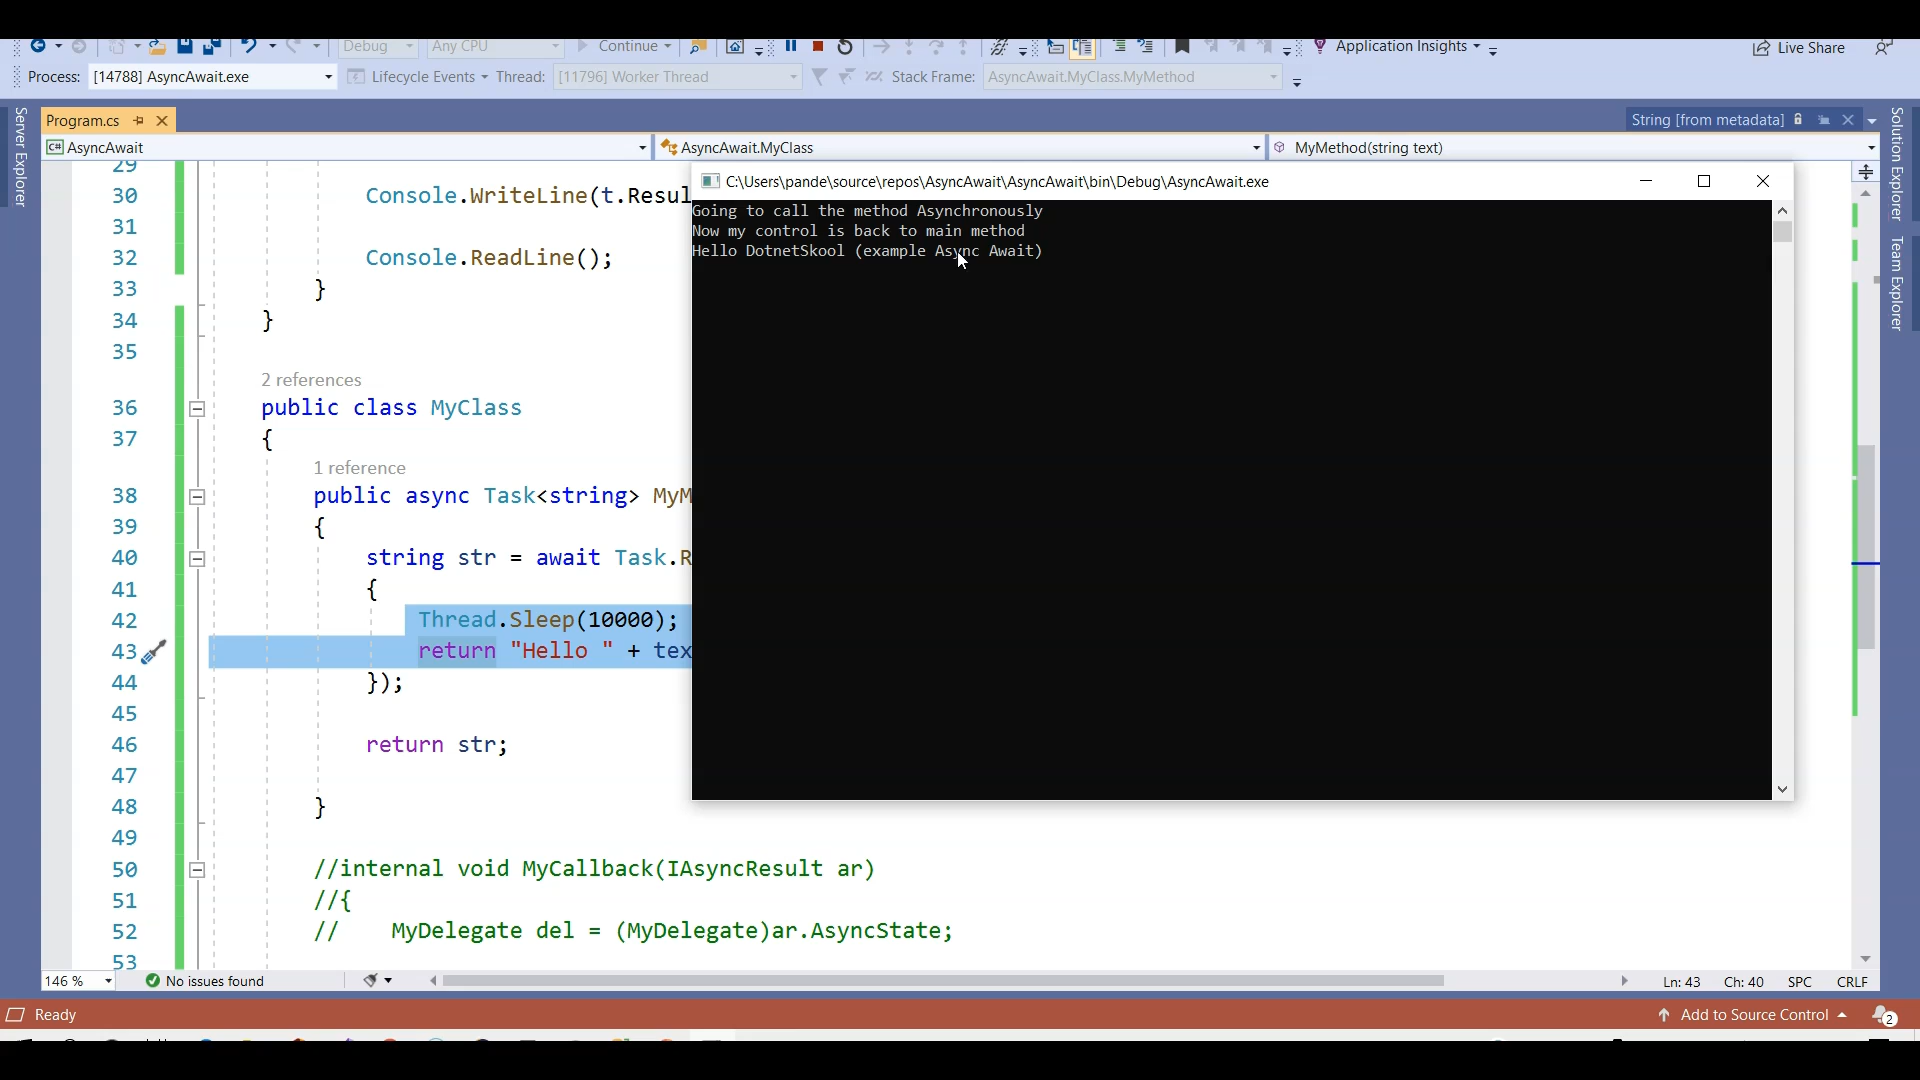 Debug Any CPU Continue Application Insights Live Share
Process: [14788] AsyncAwait.exe Lifecycle Events Thread: [11796] Worker Thread Stack Frame: AsyncAwait.MyClass.MyMethod
Server Explorer
Program.cs
String [from metadata]
Solution Explorer
Team Explorer
C# AsyncAwait
AsyncAwait.MyClass
MyMethod(string text)
C:\Users\pande\source\repos\AsyncAwait\AsyncAwait\bin\Debug\AsyncAwait.exe
Going to call the method Asynchronously
Now my control is back to main method
Hello DotnetSkool (example Async Await)
29
30 Console.WriteLine(t.Resul
31
32 Console.ReadLine();
33 }
34 }
35
2 references
36 public class MyClass
37 {
1 reference
38 public async Task<string> MyM
39 {
40 string str = await Task.R
41 {
42 Thread.Sleep(10000);
43 return "Hello " + tex
44 });
45
46 return str;
47
48 }
49
50 //internal void MyCallback(IAsyncResult ar)
51 //{
52 // MyDelegate del = (MyDelegate)ar.AsyncState;
53
146 % No issues found Ln: 43 Ch: 40 SPC CRLF
Ready Add to Source Control 2